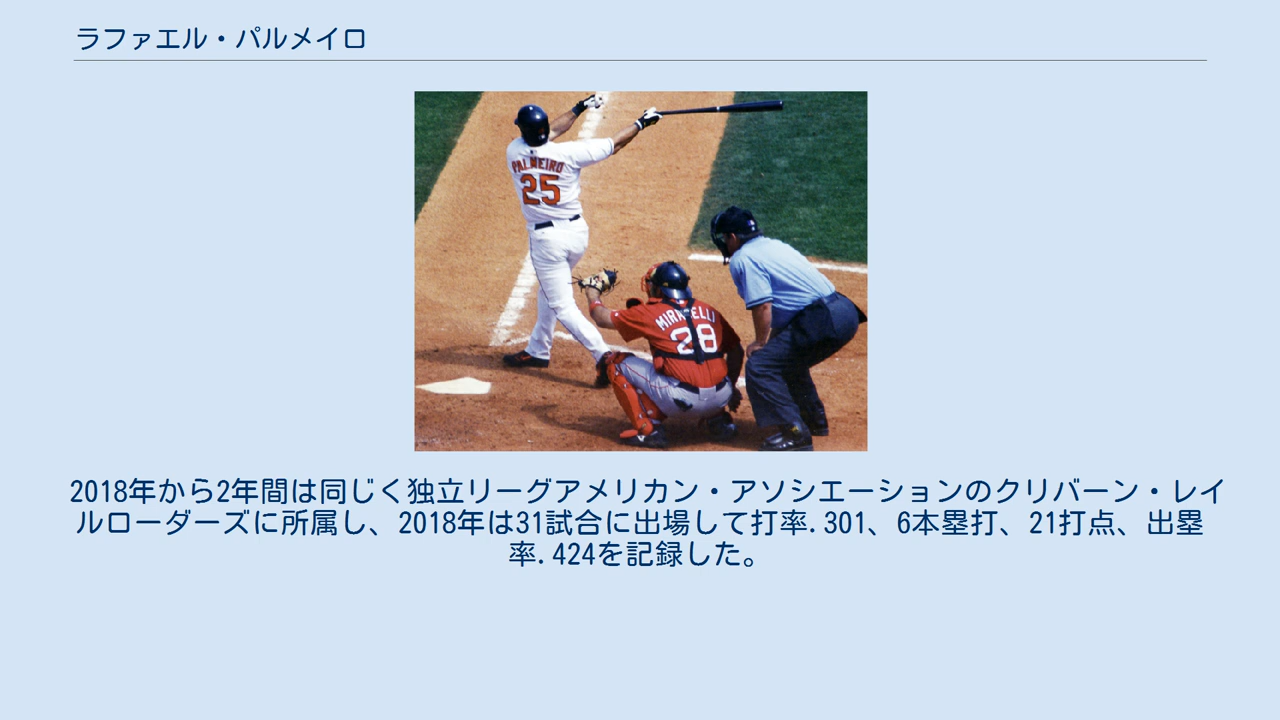 ラファエル・パルメイロ
PALMEIRO
25
MIRABELLI
28
2018年から2年間は同じく独立リーグアメリカン・アソシエーションのクリバーン・レイ
ルローダーズに所属し、2018年は31試合に出場して打率.301、6本塁打、21打点、出塁
率.424を記録した。